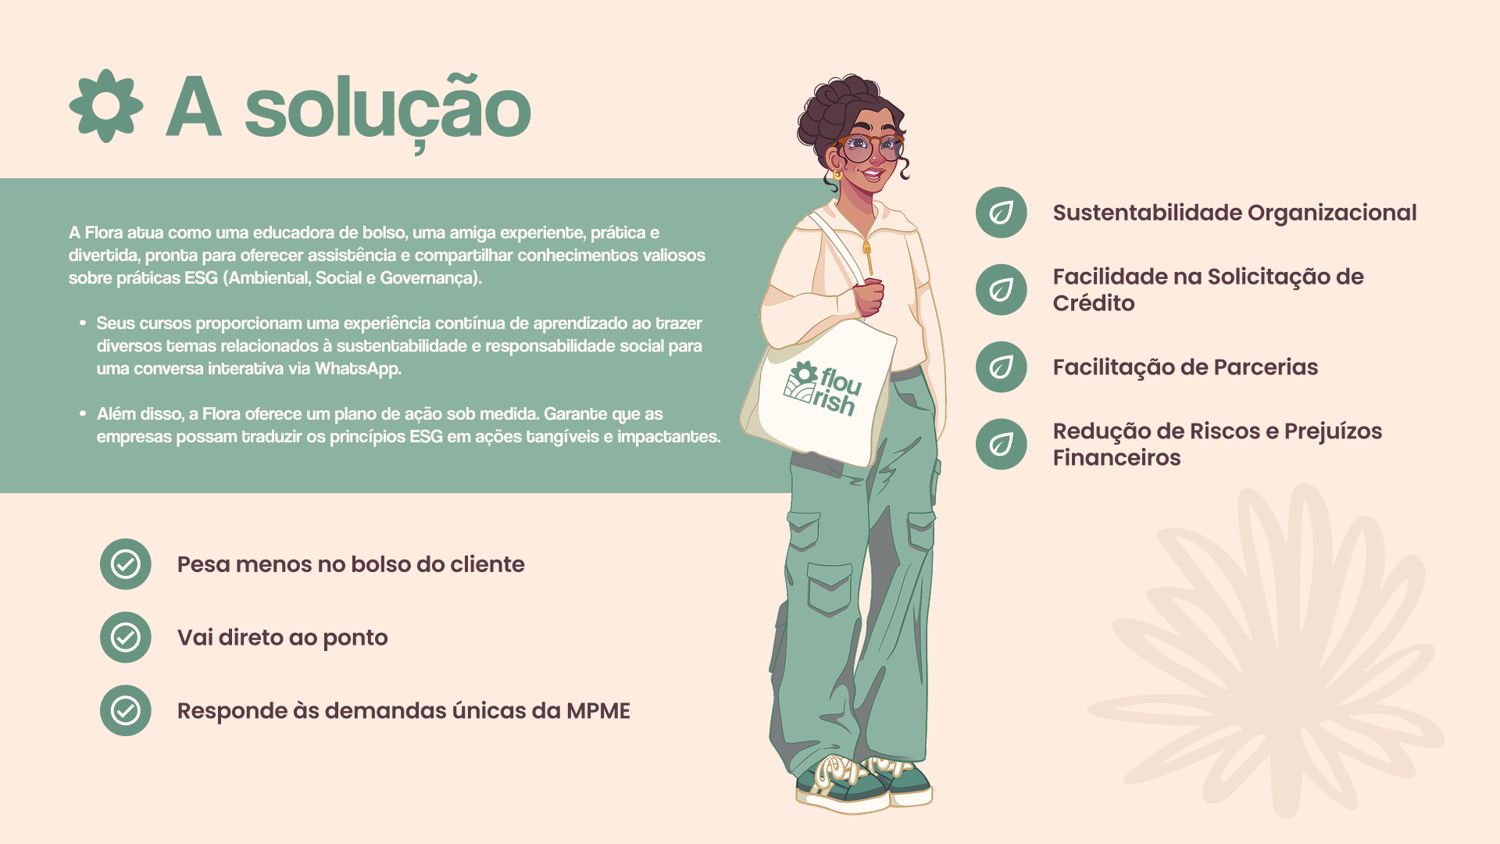 A solução
A Flora atua como uma educadora de bolso, uma amiga experiente, prática e
divertida, pronta para oferecer assistência e compartilhar conhecimentos valiosos
sobre práticas ESG (Ambiental, Social e Governança).
• Seus cursos proporcionam uma experiência contínua de aprendizado ao trazer
diversos temas relacionados à sustentabilidade e responsabilidade social para
uma conversa interativa via WhatsApp.
• Além disso, a Flora oferece um plano de ação sob medida. Garante que as
empresas possam traduzir os princípios ESG em ações tangíveis e impactantes.
Pesa menos no bolso do cliente
Vai direto ao ponto
Responde às demandas únicas da MPME
flou
rish
Sustentabilidade Organizacional
Facilidade na Solicitação de
Crédito
Facilitação de Parcerias
Redução de Riscos e Prejuízos
Financeiros